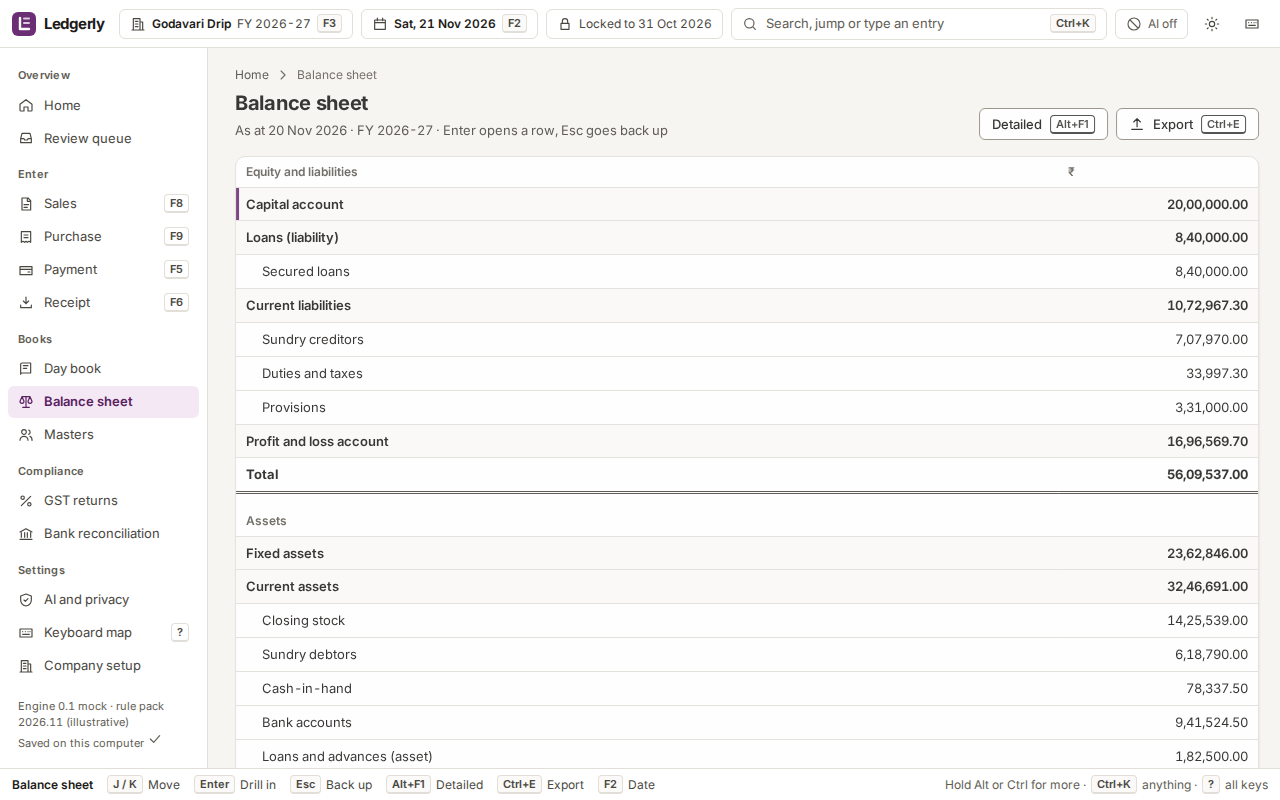 Ledgerly
Godavari Drip FY 2026-27 F3
Sat, 21 Nov 2026 F2
Locked to 31 Oct 2026
Search, jump or type an entry Ctrl+K
AI off
Overview
Home
Review queue
Enter
Sales F8
Purchase F9
Payment F5
Receipt F6
Books
Day book
Balance sheet
Masters
Compliance
GST returns
Bank reconciliation
Settings
AI and privacy
Keyboard map ?
Company setup
Engine 0.1 mock · rule pack
2026.11 (illustrative)
Saved on this computer
Home > Balance sheet
Balance sheet
As at 20 Nov 2026 · FY 2026-27 · Enter opens a row, Esc goes back up
Detailed Alt+F1
Export Ctrl+E
Equity and liabilities ₹
Capital account 20,00,000.00
Loans (liability) 8,40,000.00
Secured loans 8,40,000.00
Current liabilities 10,72,967.30
Sundry creditors 7,07,970.00
Duties and taxes 33,997.30
Provisions 3,31,000.00
Profit and loss account 16,96,569.70
Total 56,09,537.00
Assets
Fixed assets 23,62,846.00
Current assets 32,46,691.00
Closing stock 14,25,539.00
Sundry debtors 6,18,790.00
Cash-in-hand 78,337.50
Bank accounts 9,41,524.50
Loans and advances (asset) 1,82,500.00
Balance sheet J / K Move Enter Drill in Esc Back up Alt+F1 Detailed Ctrl+E Export F2 Date
Hold Alt or Ctrl for more · Ctrl+K anything · ? all keys